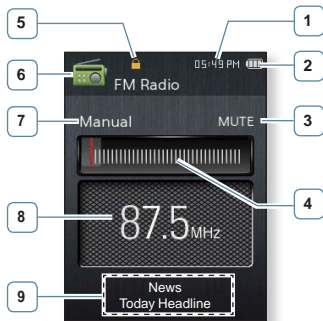 5
1
05:49 PM
2
6
FM Radio
7
Manual
MUTE
3
4
8
87.5MHz
9
News
Today Headline